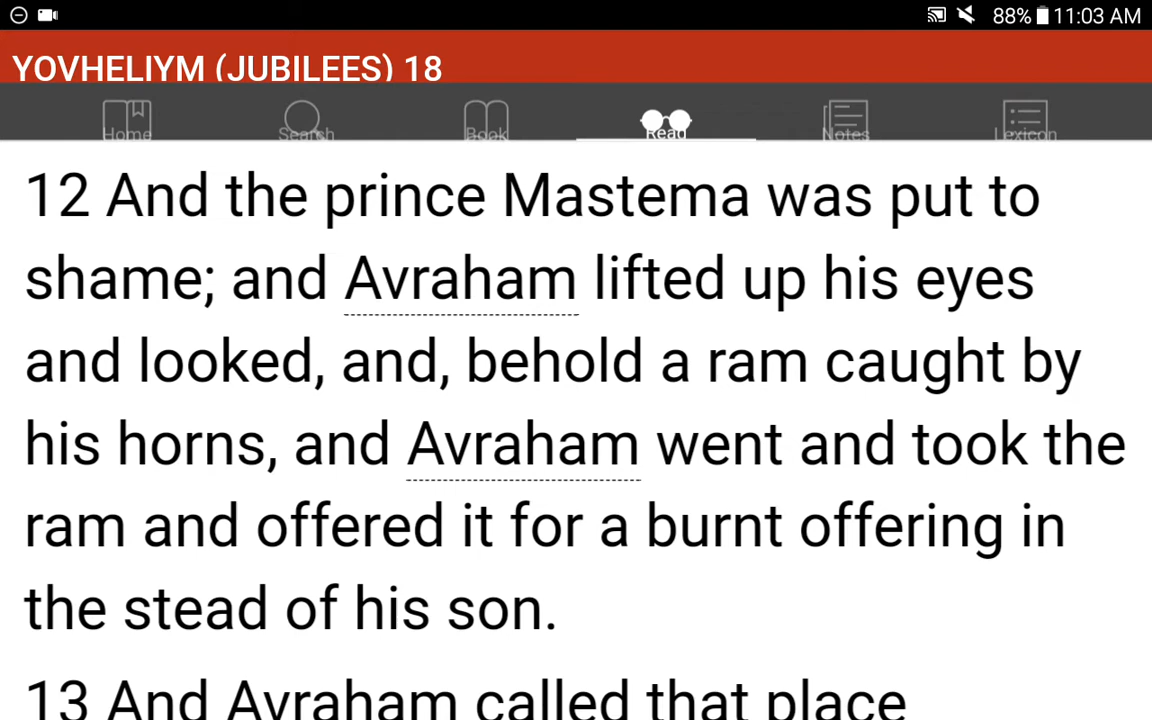 88% 11:03 AM
YOVHELIYM (JUBILEES) 18
Home Search Book Read Notes Lexicon
12 And the prince Mastema was put to
shame; and Avraham lifted up his eyes
and looked, and, behold a ram caught by
his horns, and Avraham went and took the
ram and offered it for a burnt offering in
the stead of his son.
13 And Avraham called that place